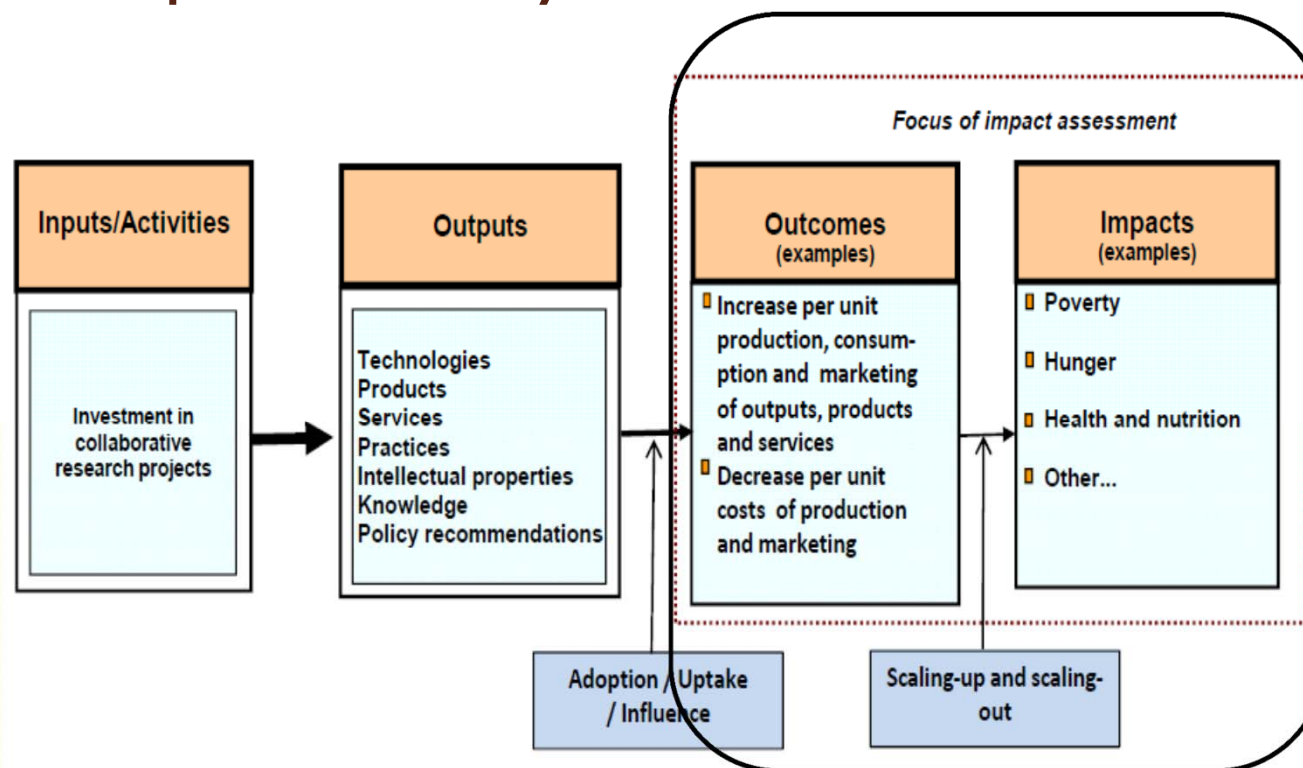 Focus of impact assessment
Inputs/Activities
Investment in
collaborative
research projects
Outputs
Technologies
Products
Services
Practices
Intellectual properties
Knowledge
Policy recommendations
Outcomes
(examples)
Increase per unit
production, consum-
ption and marketing
of outputs, products
and services
Decrease per unit
costs of production
and marketing
Impacts
(examples)
Poverty
Hunger
Health and nutrition
Other...
Adoption / Uptake
/ Influence
Scaling-up and scaling-
out